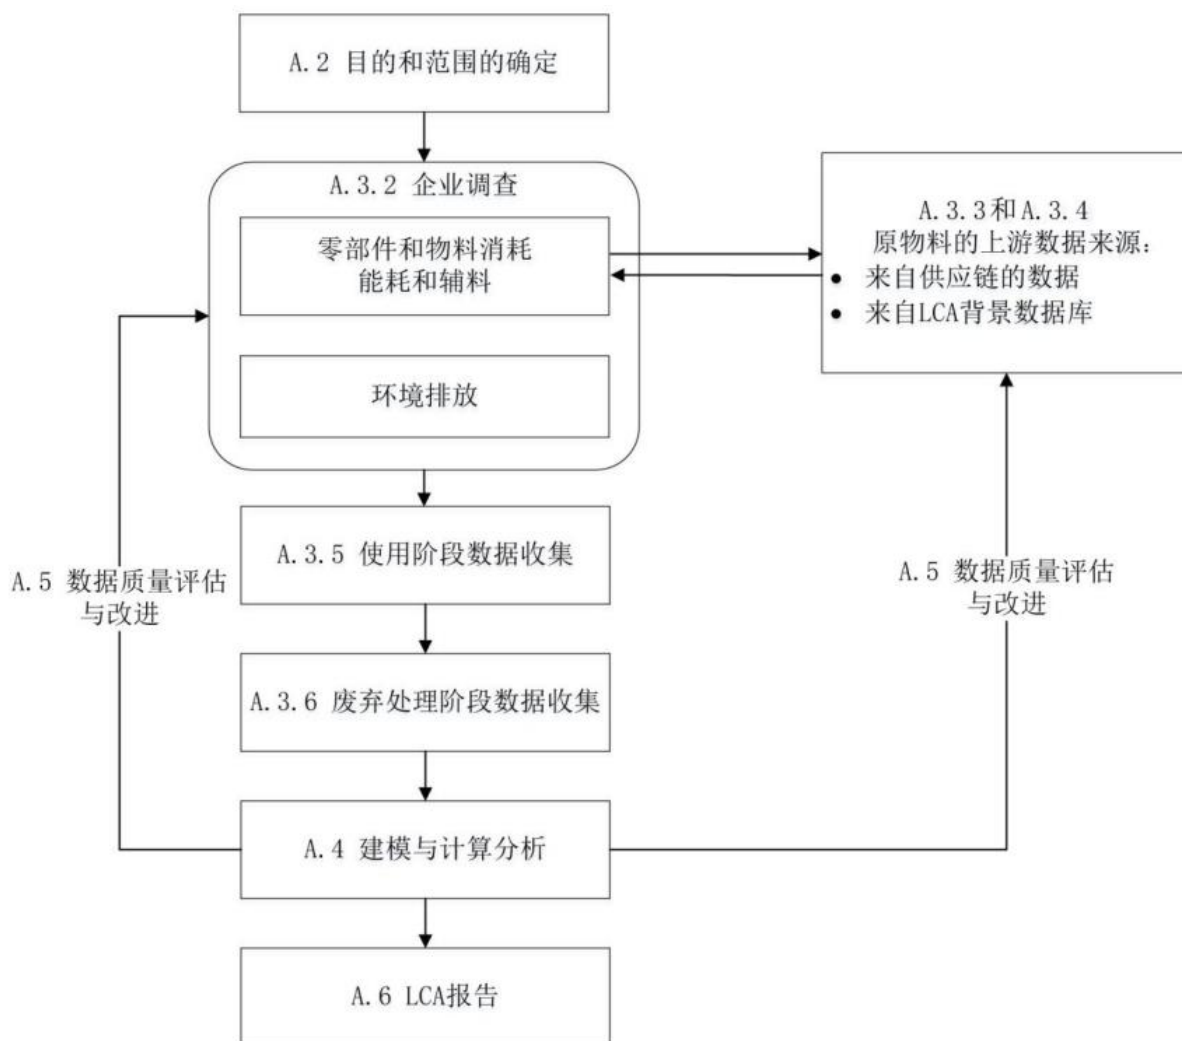 A.2 目的和范围的确定
A.3.2 企业调查
零部件和物料消耗
能耗和辅料
环境排放
A.3.3和A.3.4
原物料的上游数据来源:
● 来自供应链的数据
● 来自LCA背景数据库
A.3.5 使用阶段数据收集
A.5 数据质量评估
与改进
A.5 数据质量评估
与改进
A.3.6 废弃处理阶段数据收集
A.4 建模与计算分析
A.6 LCA报告